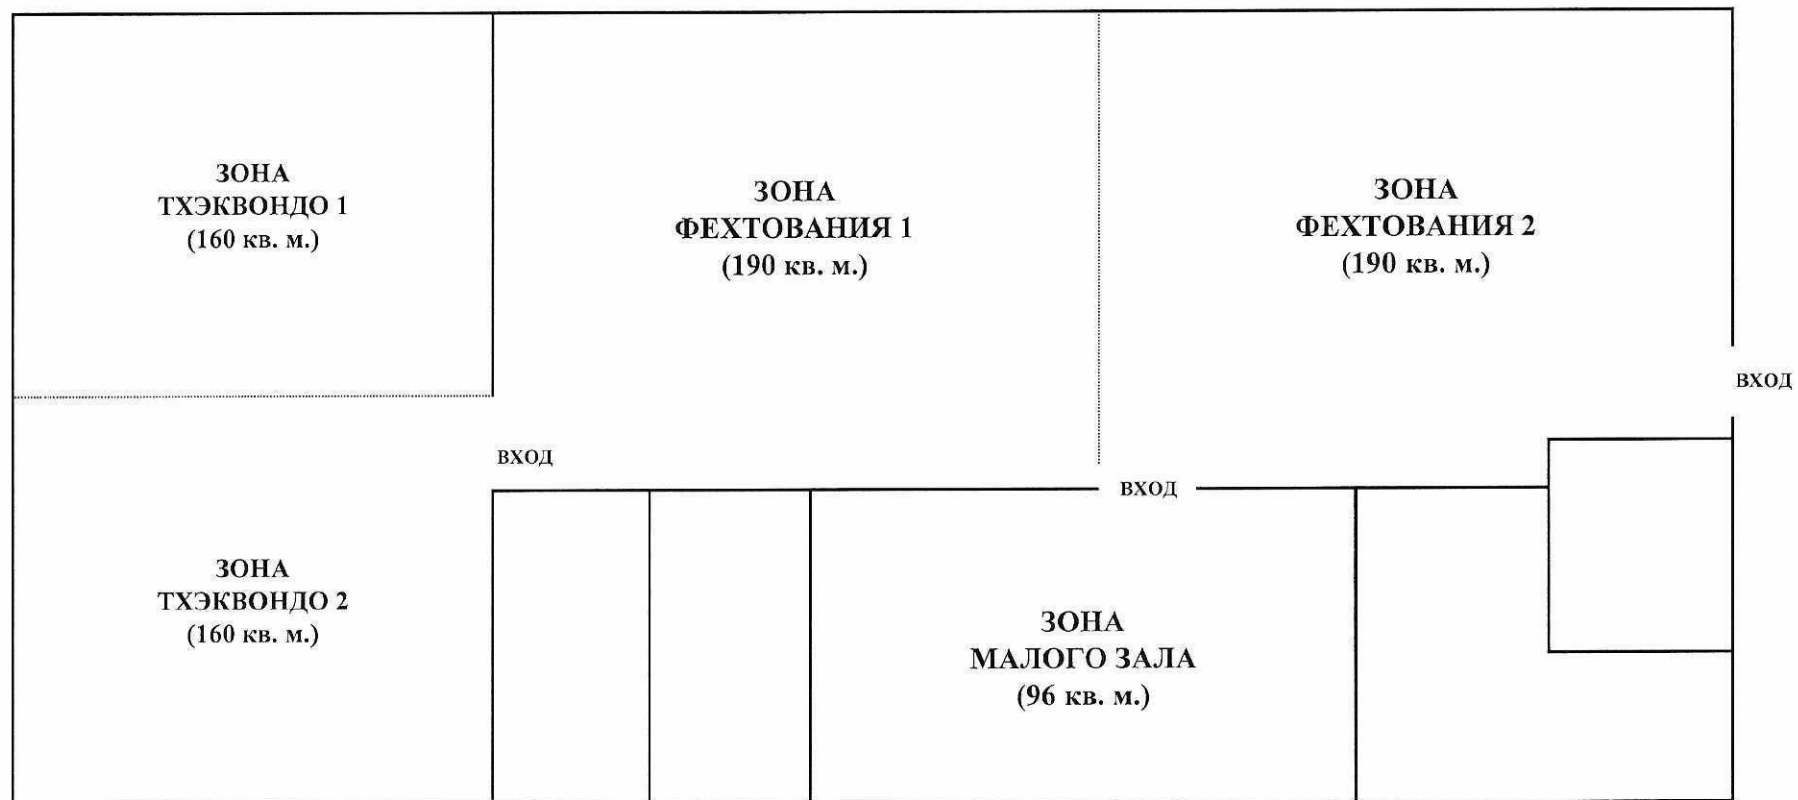 ЗОНА
ТХЭКВОНДО 1
(160 кв. м.)
ЗОНА
ФЕХТОВАНИЯ 1
(190 кв. м.)
ЗОНА
ФЕХТОВАНИЯ 2
(190 кв. м.)
ВХОД
ВХОД
ВХОД
ЗОНА
ТХЭКВОНДО 2
(160 кв. м.)
ЗОНА
МАЛОГО ЗАЛА
(96 кв. м.)